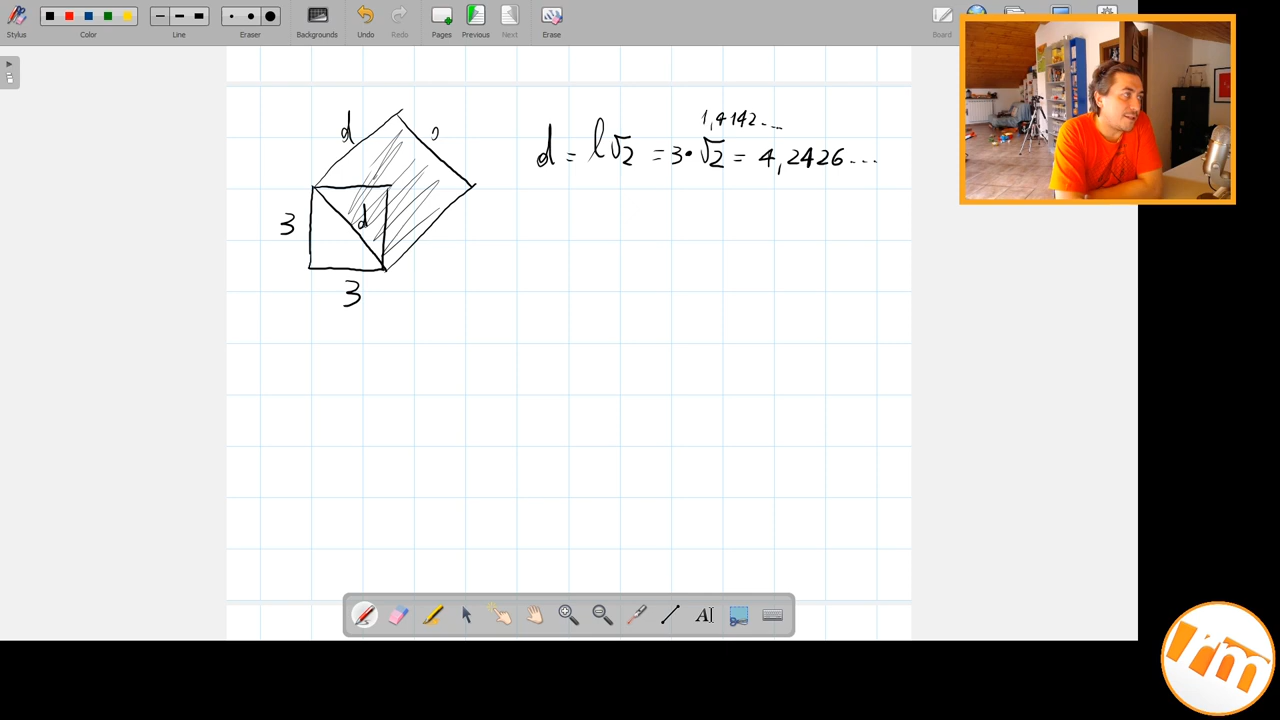 Stylus Color Line Eraser Backgrounds Undo Redo Pages Previous Next Erase Board
d
3
d
3
1,4142...
d = l√2 = 3·√2 = 4,2426...
rm